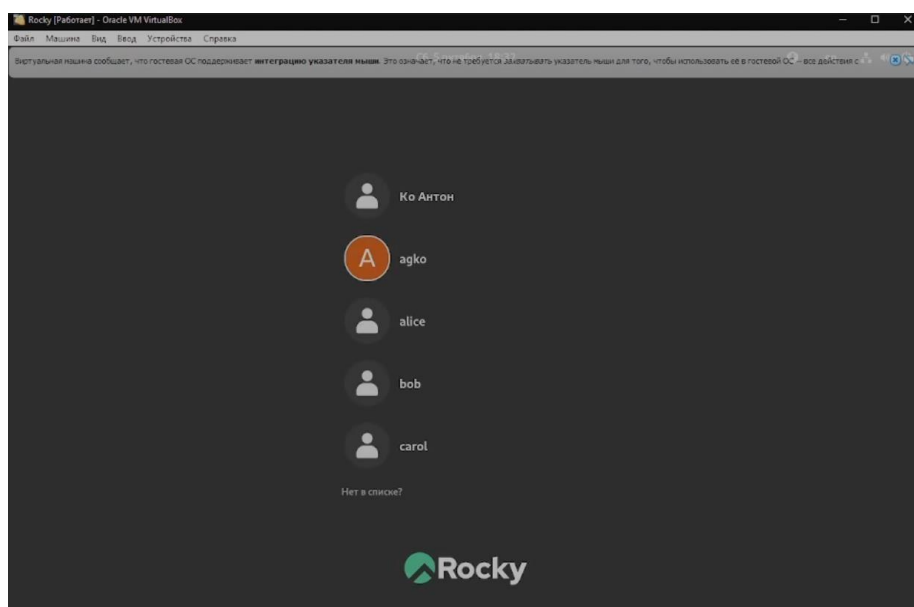 Rocky [Работает] - Oracle VM VirtualBox
Файл Машина Вид Ввод Устройства Справка
Виртуальная машина сообщает, что гостевая ОС поддерживает интеграцию указателя мыши. Это означает, что не требуется захватывать указатель мыши для того, чтобы использовать её в гостевой ОС -- все действия с
Ко Антон
A
agko
alice
bob
carol
Нет в списке?
Rocky